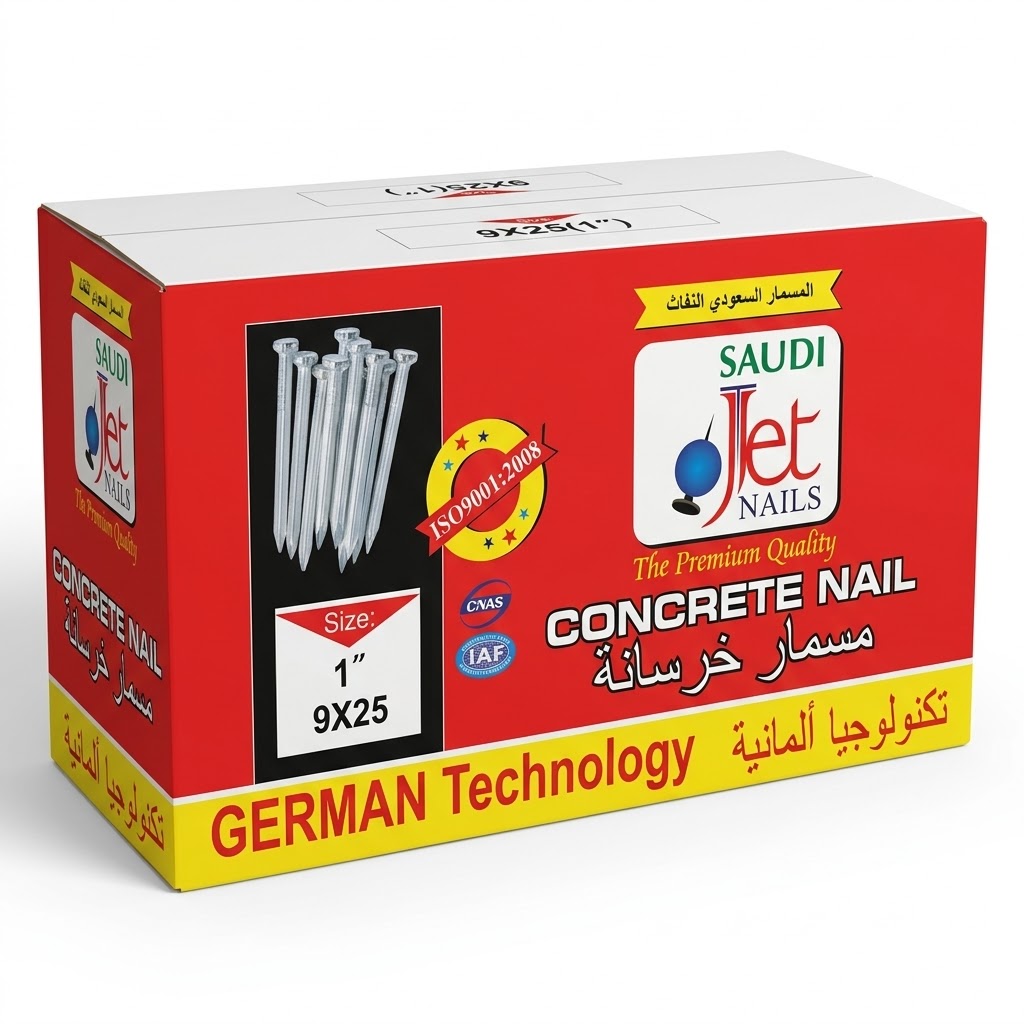 9X25(1")
9X25(1")
المسمار السعودي النفاث
SAUDI
Jet
NAILS
The Premium Quality
CONCRETE NAIL
مسمار خرسانة
تكنولوجيا ألمانية
المسمار السعودي النفاث
SAUDI
Jet
NAILS
The Premium Quality
CONCRETE NAIL
مسمار خرسانة
ISO9001:2008
CNAS
IAF
Size:
1"
9X25
GERMAN Technology تكنولوجيا ألمانية